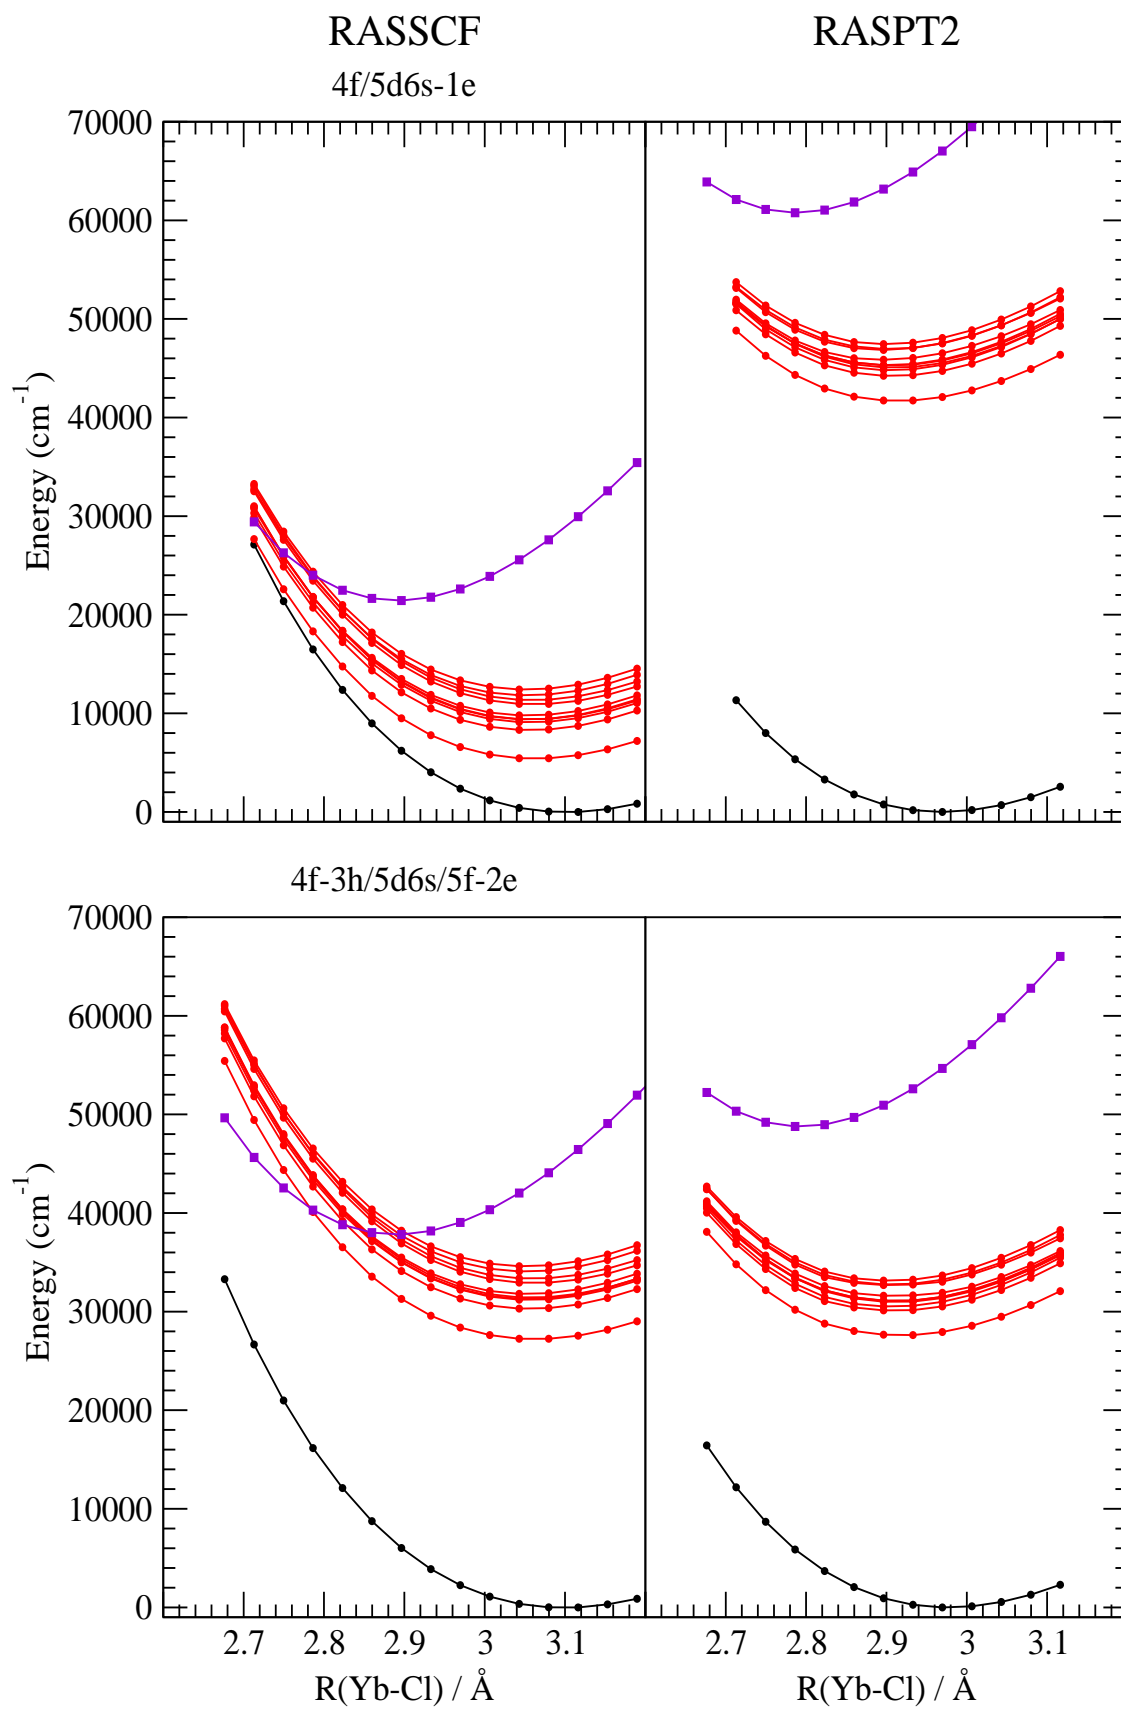 RASSCF RASPT2
4f/5d6s-1e
70000
60000
50000
40000
30000
20000
10000
0
Energy (cm⁻¹)
4f-3h/5d6s/5f-2e
70000
60000
50000
40000
30000
20000
10000
0
Energy (cm⁻¹)
2.7 2.8 2.9 3 3.1 2.7 2.8 2.9 3 3.1
R(Yb-Cl) / Å R(Yb-Cl) / Å